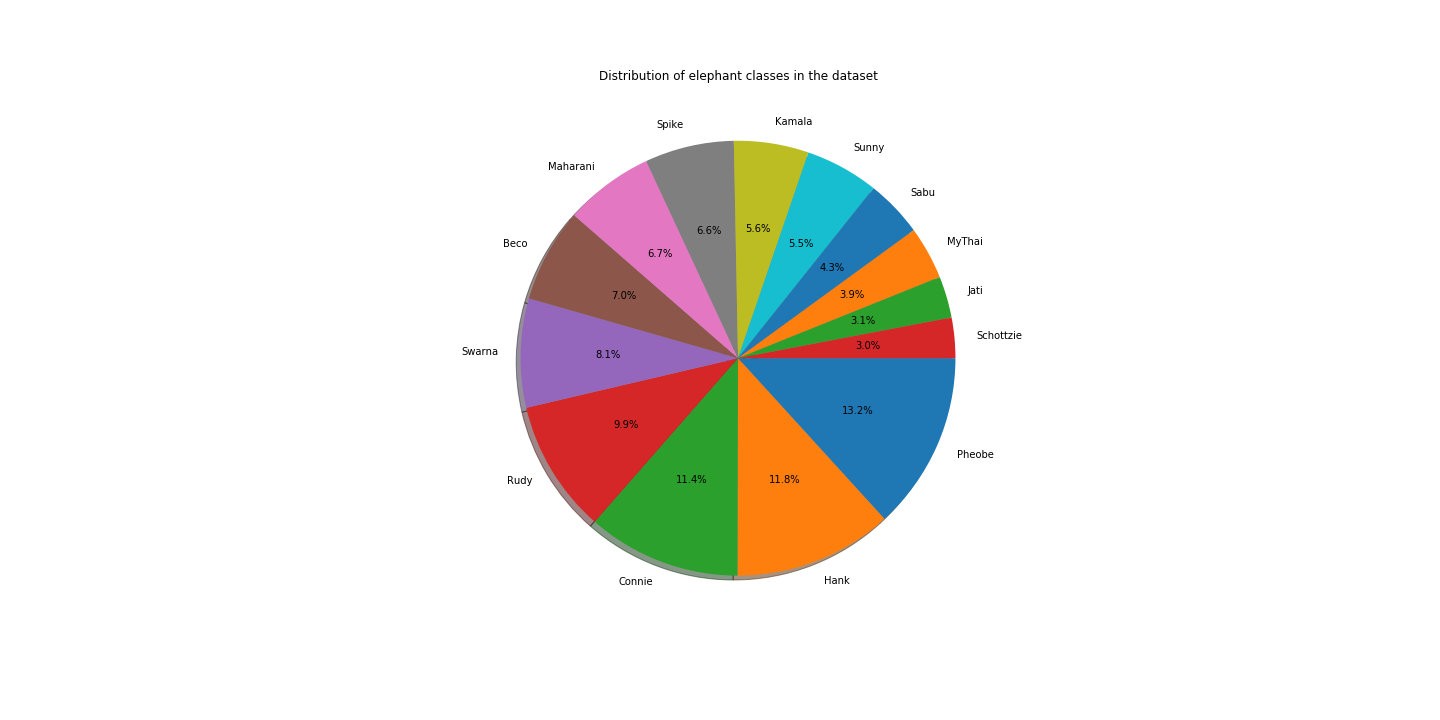 Distribution of elephant classes in the dataset
Kamala
Spike
Sunny
Maharani
Sabu
MyThai
Beco
Jati
Schottzie
Swarna
Pheobe
Rudy
Hank
Connie
5.6%
6.6%
5.5%
6.7%
4.3%
3.9%
7.0%
3.1%
3.0%
8.1%
13.2%
9.9%
11.8%
11.4%